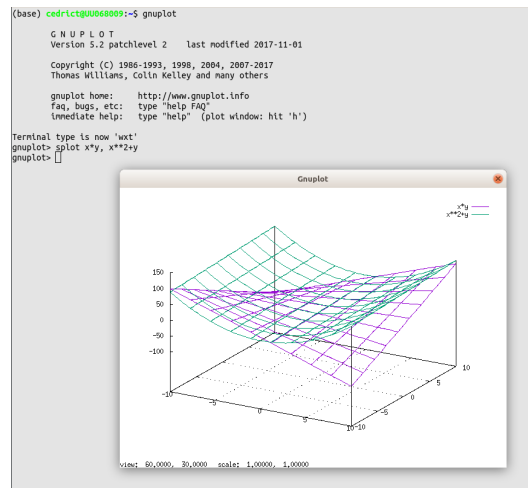 (base) cedric@UU068009:~$ gnuplot
G N U P L O T
Version 5.2 patchlevel 2    last modified 2017-11-01
Copyright (C) 1986-1993, 1998, 2004, 2007-2017
Thomas Williams, Colin Kelley and many others
gnuplot home:     http://www.gnuplot.info
faq, bugs, etc:   type "help FAQ"
immediate help:   type "help"  (plot window: hit 'h')
Terminal type is now 'wxt'
gnuplot> splot x*y, x**2+y
gnuplot>
Gnuplot
x*y
x**2+y
150
100
50
0
-50
-100
-10
-5
0
5
10
-10
-5
0
5
10
view:  60,0000,  30,0000   scale:  1,00000,  1,00000